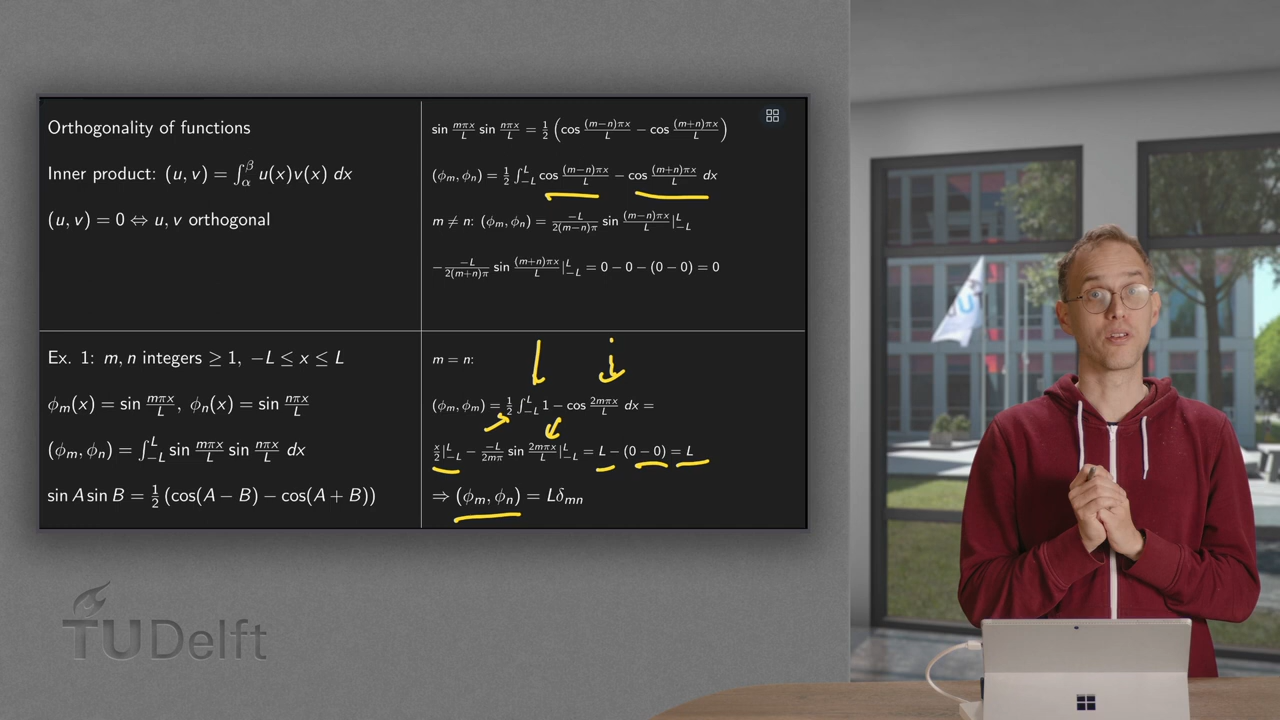 Orthogonality of functions
Inner product: (u, v) = ∫_α^β u(x)v(x) dx
(u, v) = 0 ⇔ u, v orthogonal
Ex. 1: m, n integers ≥ 1, −L ≤ x ≤ L
ϕ_m(x) = sin mπx/L, ϕ_n(x) = sin nπx/L
(ϕ_m, ϕ_n) = ∫_{−L}^{L} sin mπx/L sin nπx/L dx
sin A sin B = 1/2 (cos(A − B) − cos(A + B))
sin mπx/L sin nπx/L = 1/2 (cos (m−n)πx/L − cos (m+n)πx/L)
(ϕ_m, ϕ_n) = 1/2 ∫_{−L}^{L} cos (m−n)πx/L − cos (m+n)πx/L dx
m ≠ n: (ϕ_m, ϕ_n) = −L/2(m−n)π sin (m−n)πx/L |_{−L}^{L}
− −L/2(m+n)π sin (m+n)πx/L |_{−L}^{L} = 0 − 0 − (0 − 0) = 0
m = n:
(ϕ_m, ϕ_m) = 1/2 ∫_{−L}^{L} 1 − cos 2mπx/L dx =
x/2 |_{−L}^{L} − −L/2mπ sin 2mπx/L |_{−L}^{L} = L − (0 − 0) = L
⇒ (ϕ_m, ϕ_n) = Lδ_{mn}
TUDelft
TU